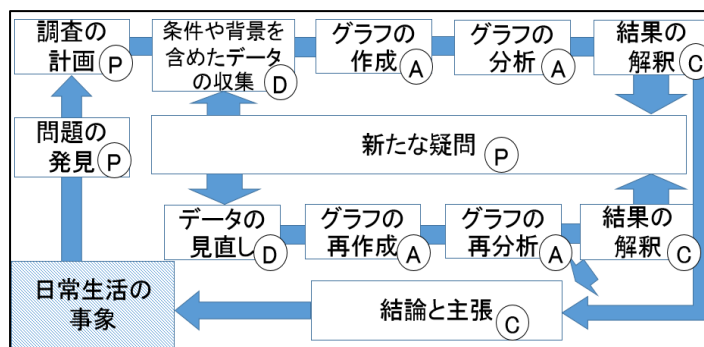 調査の
計画 P
条件や背景を
含めたデータ
の収集 D
グラフの
作成 A
グラフの
分析 A
結果の
解釈 C
問題の
発見 P
新たな疑問 P
データの
見直し D
グラフの
再作成 A
グラフの
再分析 A
結果の
解釈 C
日常生活の
事象
結論と主張 C